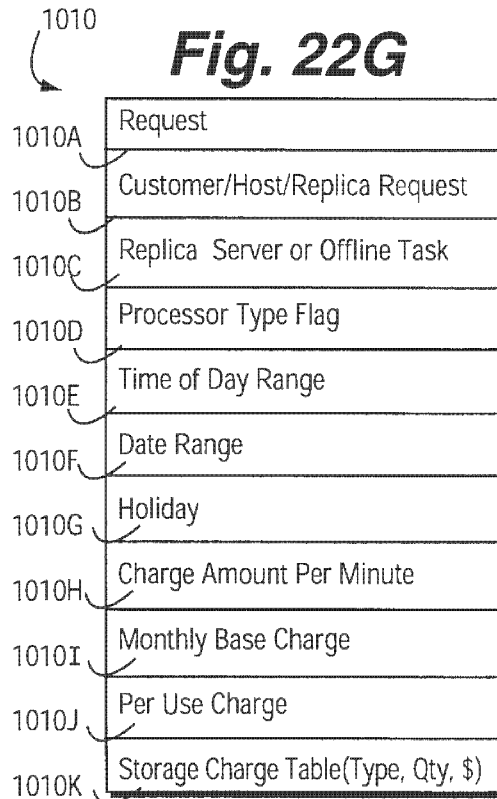 1010
Fig. 22G
1010A Request
1010B Customer/Host/Replica Request
1010C Replica Server or Offline Task
1010D Processor Type Flag
1010E Time of Day Range
1010F Date Range
1010G Holiday
1010H Charge Amount Per Minute
1010I Monthly Base Charge
1010J Per Use Charge
1010K Storage Charge Table(Type, Qty, $)